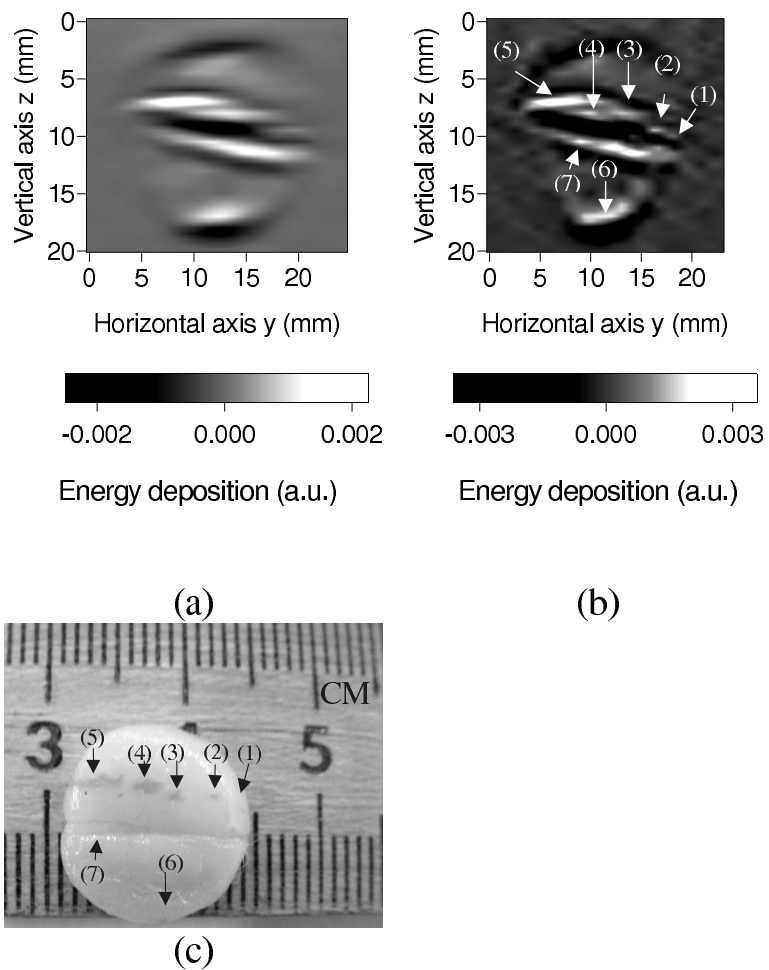 0
5
10
15
20
Vertical axis z (mm)
0 5 10 15 20
Horizontal axis y (mm)
-0.002 0.000 0.002
Energy deposition (a.u.)
(a)
0
5
10
15
20
Vertical axis z (mm)
(5) (4) (3) (2) (1)
(7) (6)
0 5 10 15 20
Horizontal axis y (mm)
-0.003 0.000 0.003
Energy deposition (a.u.)
(b)
CM
3 5
(5) (4) (3) (2) (1)
(7) (6)
(c)